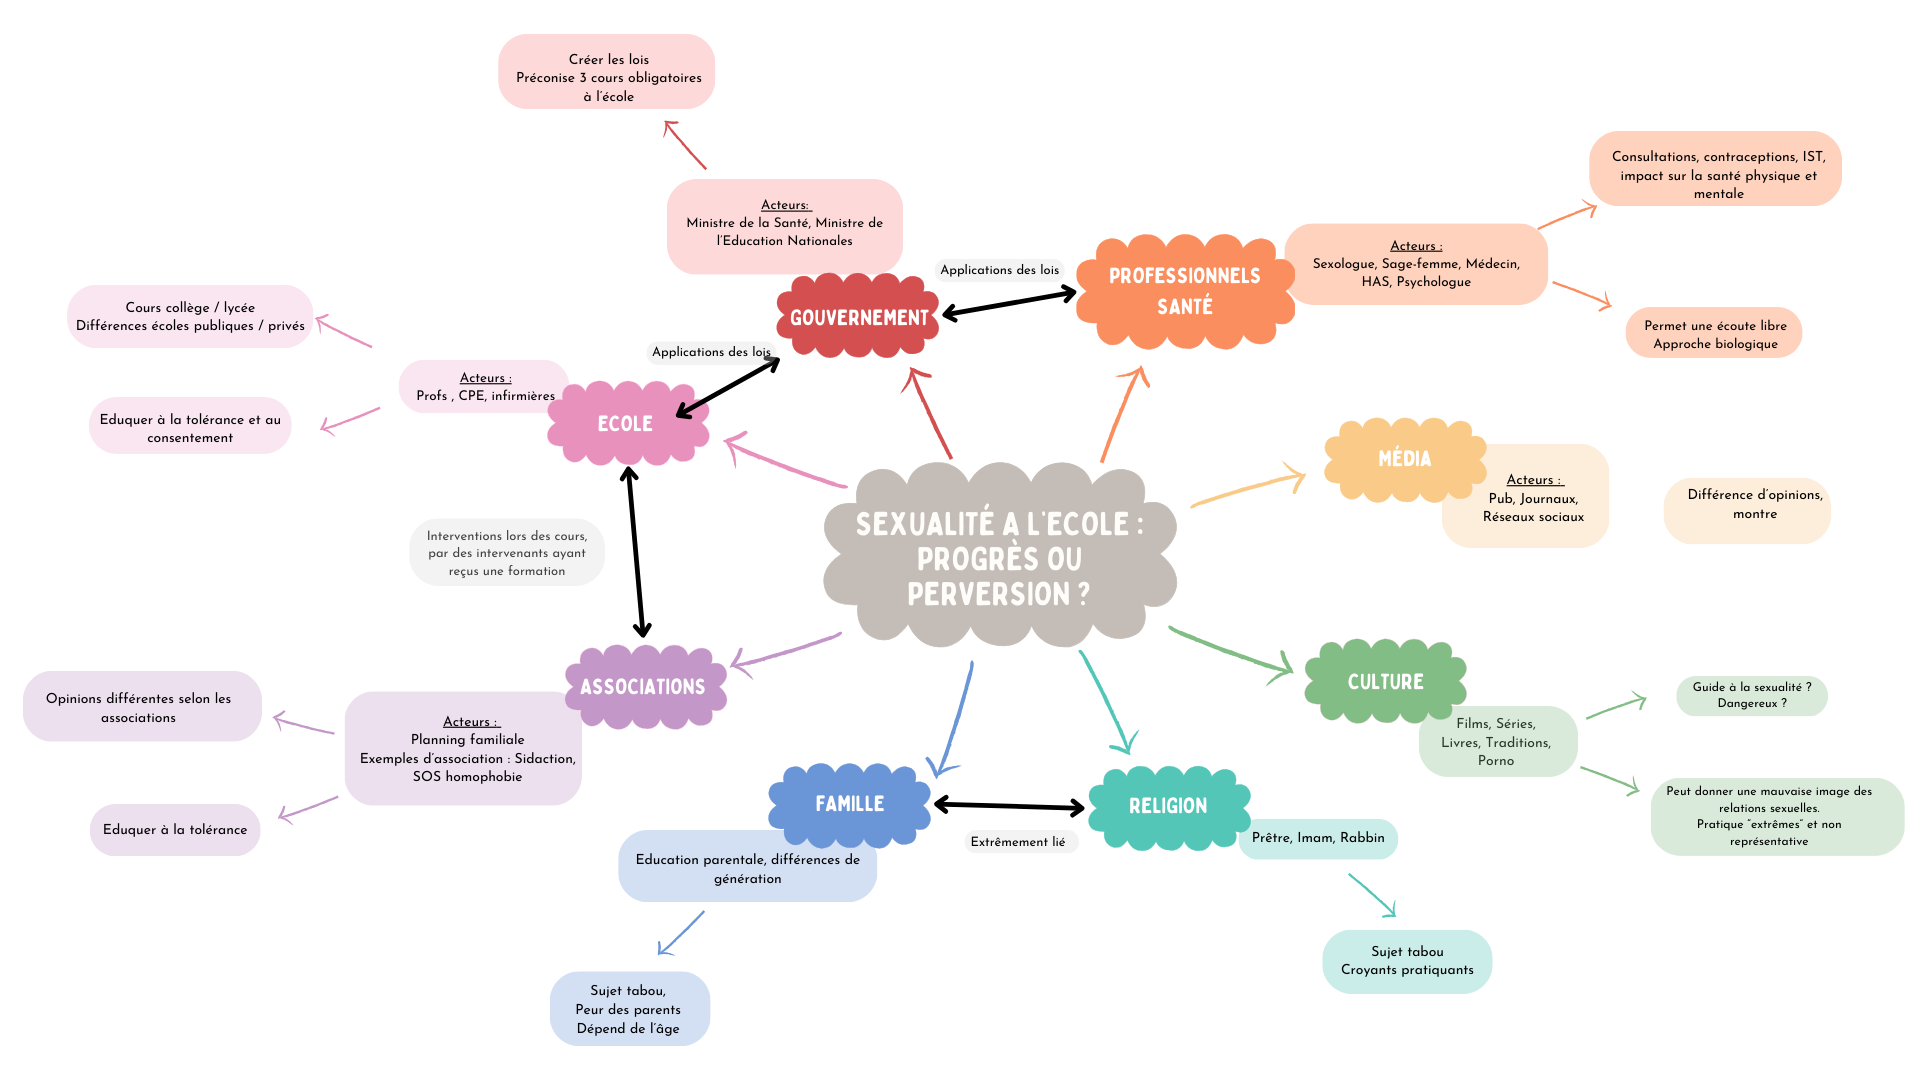 Créer les lois
Préconise 3 cours obligatoires
à l'école
Acteurs:
Ministre de la Santé, Ministre de
l'Education Nationales
GOUVERNEMENT
Applications des lois
PROFESSIONNELS
SANTÉ
Acteurs :
Sexologue, Sage-femme, Médecin,
HAS, Psychologue
Consultations, contraceptions, IST,
impact sur la santé physique et
mentale
Permet une écoute libre
Approche biologique
Applications des lois
Cours collège / lycée
Différences écoles publiques / privés
Acteurs :
Profs , CPE, infirmières
ECOLE
Eduquer à la tolérance et au
consentement
MÉDIA
Acteurs :
Pub, Journaux,
Réseaux sociaux
Différence d'opinions,
montre
SEXUALITÉ A L'ECOLE :
PROGRÈS OU
PERVERSION ?
Interventions lors des cours,
par des intervenants ayant
reçus une formation
ASSOCIATIONS
Acteurs :
Planning familiale
Exemples d'association : Sidaction,
SOS homophobie
Opinions différentes selon les
associations
Eduquer à la tolérance
CULTURE
Films, Séries,
Livres, Traditions,
Porno
Guide à la sexualité ?
Dangereux ?
Peut donner une mauvaise image des
relations sexuelles.
Pratique "extrêmes" et non
représentative
FAMILLE
Extrêmement lié
RELIGION
Prêtre, Imam, Rabbin
Education parentale, différences de
génération
Sujet tabou
Croyants pratiquants
Sujet tabou,
Peur des parents
Dépend de l'âge